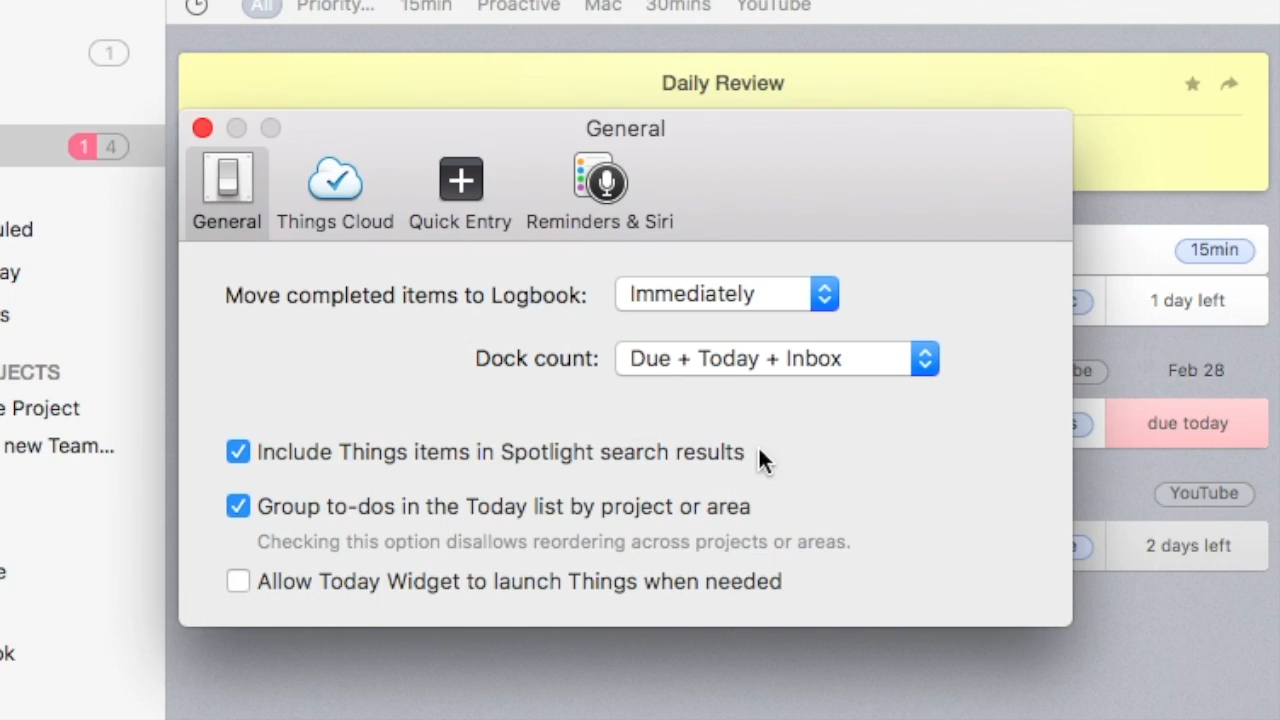 All Priority... 15min Proactive Mac 30mins YouTube
1
Daily Review
General
1 4
General Things Cloud Quick Entry Reminders & Siri
15min
1 day left
Move completed items to Logbook: Immediately
Dock count: Due + Today + Inbox
Feb 28
JECTS
e Project
due today
new Team...
Include Things items in Spotlight search results
YouTube
Group to-dos in the Today list by project or area
Checking this option disallows reordering across projects or areas.
2 days left
Allow Today Widget to launch Things when needed